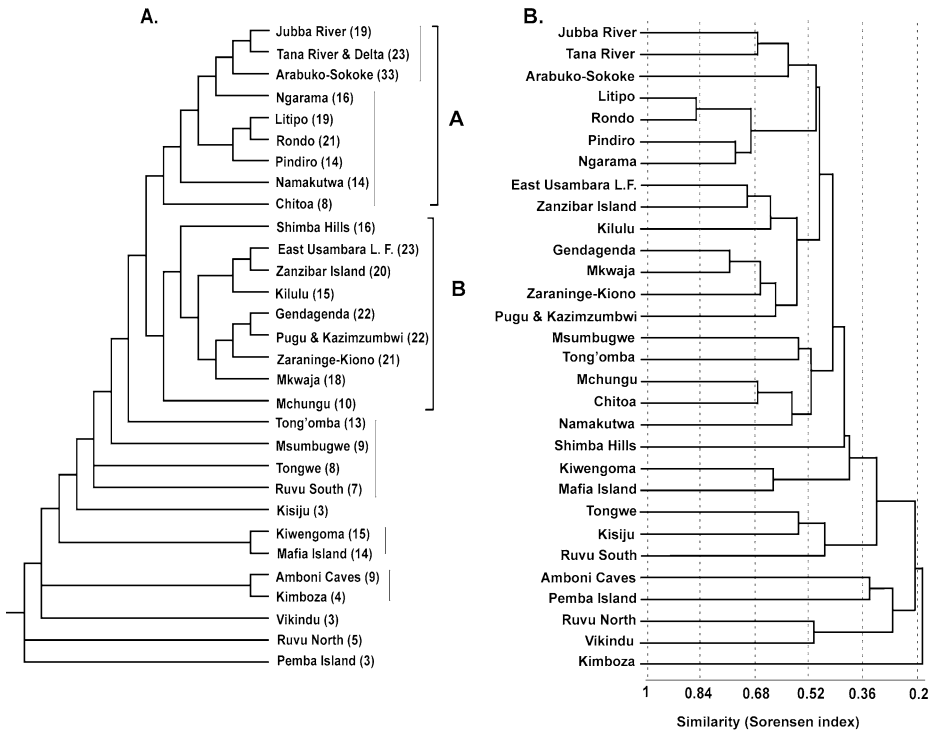 A.
Jubba River (19)
Tana River & Delta (23)
Arabuko-Sokoke (33)
Ngarama (16)
Litipo (19)
Rondo (21)
Pindiro (14)
Namakutwa (14)
Chitoa (8)
Shimba Hills (16)
East Usambara L. F. (23)
Zanzibar Island (20)
Kilulu (15)
Gendagenda (22)
Pugu & Kazimzumbwi (22)
Zaraninge-Kiono (21)
Mkwaja (18)
Mchungu (10)
Tong'omba (13)
Msumbugwe (9)
Tongwe (8)
Ruvu South (7)
Kisiju (3)
Kiwengoma (15)
Mafia Island (14)
Amboni Caves (9)
Kimboza (4)
Vikindu (3)
Ruvu North (5)
Pemba Island (3)
A
B
B.
Jubba River
Tana River
Arabuko-Sokoke
Litipo
Rondo
Pindiro
Ngarama
East Usambara L.F.
Zanzibar Island
Kilulu
Gendagenda
Mkwaja
Zaraninge-Kiono
Pugu & Kazimzumbwi
Msumbugwe
Tong'omba
Mchungu
Chitoa
Namakutwa
Shimba Hills
Kiwengoma
Mafia Island
Tongwe
Kisiju
Ruvu South
Amboni Caves
Pemba Island
Ruvu North
Vikindu
Kimboza
1 0.84 0.68 0.52 0.36 0.2
Similarity (Sorensen index)